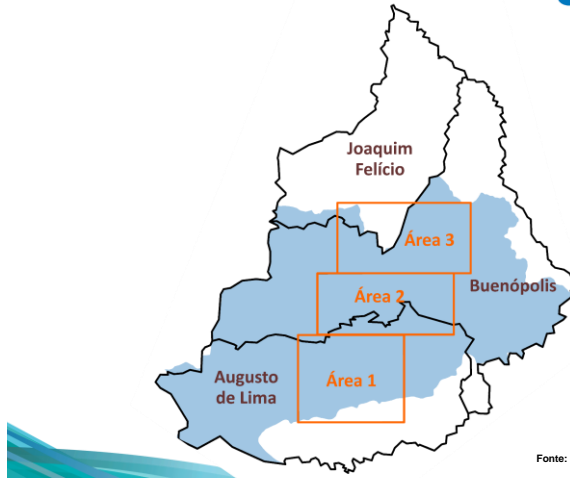 Joaquim
Felício
Área 3
Buenópolis
Área 2
Augusto
de Lima
Área 1
Fonte: